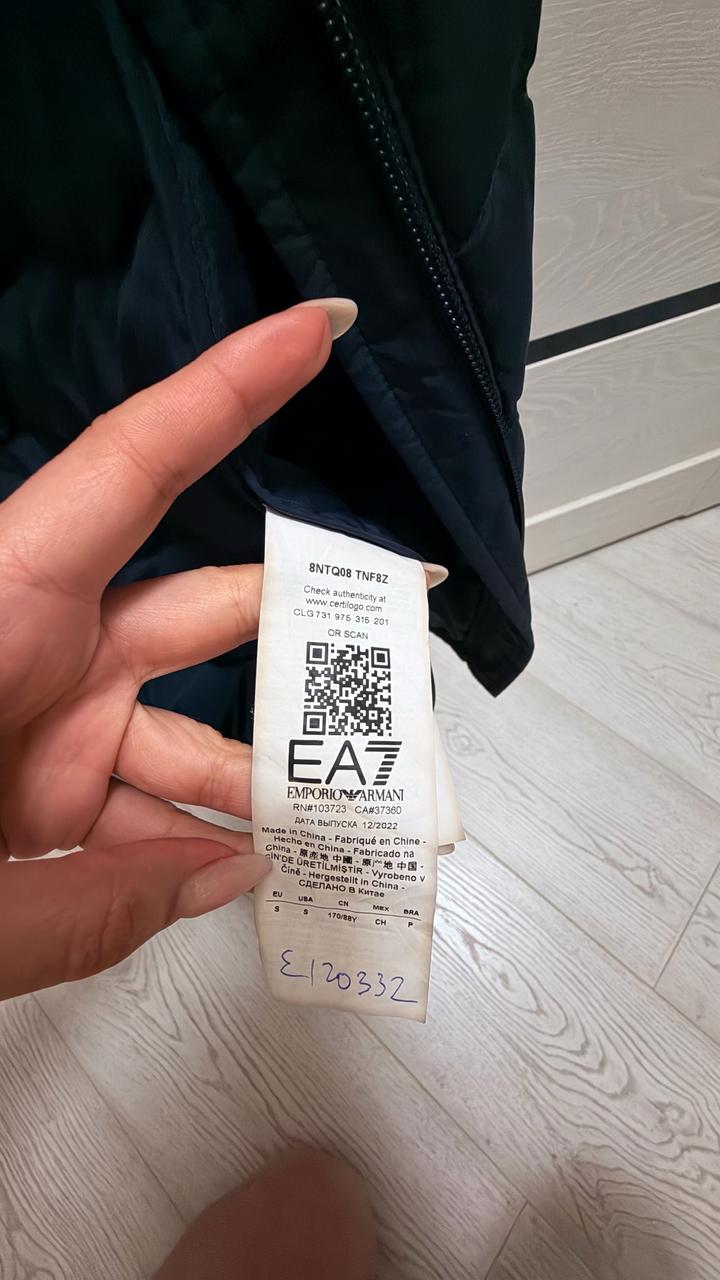 8NTQ08 TNF8Z
Check authenticity at
www.certilogo.com
CLG 731 975 315 201
OR SCAN
EA7
EMPORIO ARMANI
RN#103723 CA#37360
ДАТА ВЫПУСКА 12/2022
Made in China - Fabriqué en Chine -
Hecho en China - Fabricado na
China - 原産地 中國 - 原产地 中国 -
ÇİN'DE ÜRETİLMİŞTİR - Vyrobeno v
Číně - Hergestellt in China -
СДЕЛАНО В Китае
EU USA CN MEX BRA
S S 170/88Y CH P
E120332